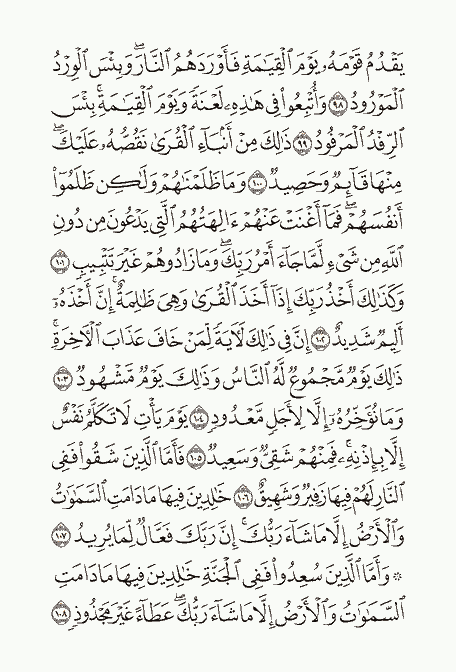 يَقۡدُمُ قَوۡمَهُۥ يَوۡمَ ٱلۡقِيَٰمَةِ فَأَوۡرَدَهُمُ ٱلنَّارَۖ وَبِئۡسَ ٱلۡوِرۡدُ
ٱلۡمَوۡرُودُ ٩٨ وَأُتۡبِعُواْ فِي هَٰذِهِۦ لَعۡنَةٗ وَيَوۡمَ ٱلۡقِيَٰمَةِۚ بِئۡسَ
ٱلرِّفۡدُ ٱلۡمَرۡفُودُ ٩٩ ذَٰلِكَ مِنۡ أَنۢبَآءِ ٱلۡقُرَىٰ نَقُصُّهُۥ عَلَيۡكَۖ
مِنۡهَا قَآئِمٞ وَحَصِيدٞ ١٠٠ وَمَا ظَلَمۡنَٰهُمۡ وَلَٰكِن ظَلَمُوٓاْ
أَنفُسَهُمۡۖ فَمَآ أَغۡنَتۡ عَنۡهُمۡ ءَالِهَتُهُمُ ٱلَّتِي يَدۡعُونَ مِن دُونِ
ٱللَّهِ مِن شَيۡءٖ لَّمَّا جَآءَ أَمۡرُ رَبِّكَۖ وَمَا زَادُوهُمۡ غَيۡرَ تَتۡبِيبٖ ١٠١
وَكَذَٰلِكَ أَخۡذُ رَبِّكَ إِذَآ أَخَذَ ٱلۡقُرَىٰ وَهِيَ ظَٰلِمَةٌۚ إِنَّ أَخۡذَهُۥٓ
أَلِيمٞ شَدِيدٌ ١٠٢ إِنَّ فِي ذَٰلِكَ لَأٓيَةٗ لِّمَنۡ خَافَ عَذَابَ ٱلۡأٓخِرَةِۚ
ذَٰلِكَ يَوۡمٞ مَّجۡمُوعٞ لَّهُ ٱلنَّاسُ وَذَٰلِكَ يَوۡمٞ مَّشۡهُودٞ ١٠٣
وَمَا نُؤَخِّرُهُۥٓ إِلَّا لِأَجَلٖ مَّعۡدُودٖ ١٠٤ يَوۡمَ يَأۡتِ لَا تَكَلَّمُ نَفۡسٌ
إِلَّا بِإِذۡنِهِۦۚ فَمِنۡهُمۡ شَقِيّٞ وَسَعِيدٞ ١٠٥ فَأَمَّا ٱلَّذِينَ شَقُواْ فَفِي
ٱلنَّارِ لَهُمۡ فِيهَا زَفِيرٞ وَشَهِيقٌ ١٠٦ خَٰلِدِينَ فِيهَا مَا دَامَتِ ٱلسَّمَٰوَٰتُ
وَٱلۡأَرۡضُ إِلَّا مَا شَآءَ رَبُّكَۚ إِنَّ رَبَّكَ فَعَّالٞ لِّمَا يُرِيدُ ١٠٧
۞ وَأَمَّا ٱلَّذِينَ سُعِدُواْ فَفِي ٱلۡجَنَّةِ خَٰلِدِينَ فِيهَا مَا دَامَتِ
ٱلسَّمَٰوَٰتُ وَٱلۡأَرۡضُ إِلَّا مَا شَآءَ رَبُّكَۖ عَطَآءً غَيۡرَ مَجۡذُوذٖ ١٠٨